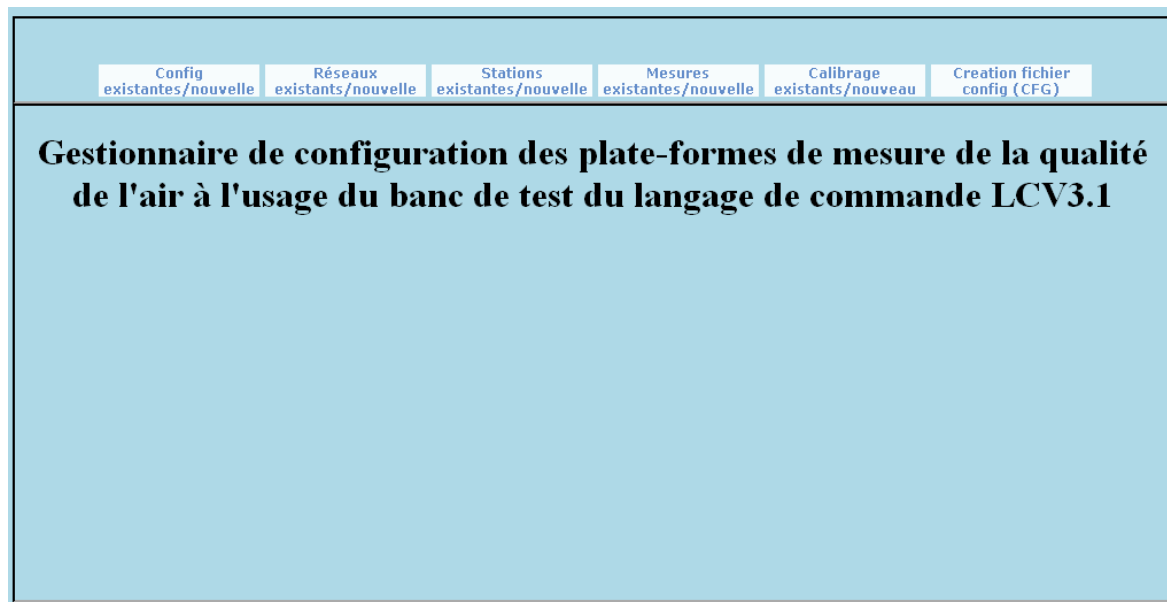 Config
existantes/nouvelle
Réseaux
existants/nouvelle
Stations
existantes/nouvelle
Mesures
existantes/nouvelle
Calibrage
existants/nouveau
Creation fichier
config (CFG)
Gestionnaire de configuration des plate-formes de mesure de la qualité
de l'air à l'usage du banc de test du langage de commande LCV3.1